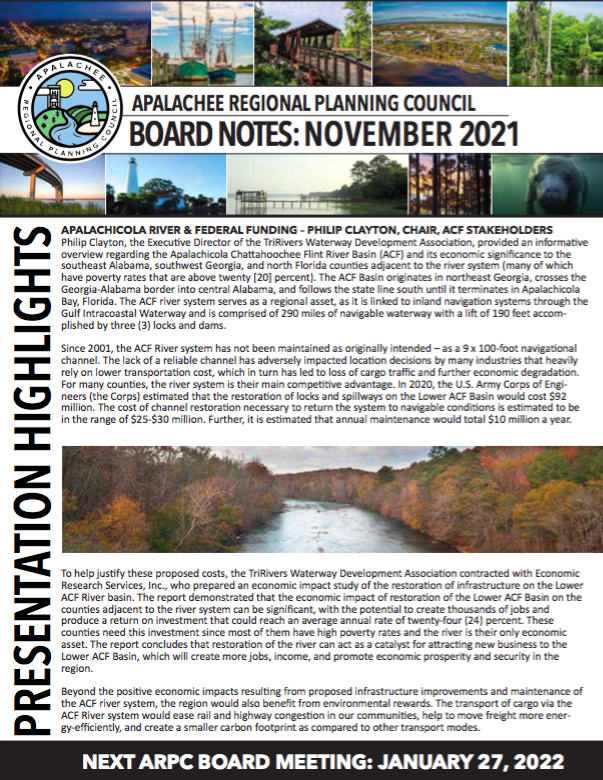 APALACHEE
REGIONAL PLANNING COUNCIL
APALACHEE REGIONAL PLANNING COUNCIL
BOARD NOTES: NOVEMBER 2021
PRESENTATION HIGHLIGHTS
APALACHICOLA RIVER & FEDERAL FUNDING - PHILIP CLAYTON, CHAIR, ACF STAKEHOLDERS
Philip Clayton, the Executive Director of the TriRivers Waterway Development Association, provided an informative
overview regarding the Apalachicola Chattahoochee Flint River Basin (ACF) and its economic significance to the
southeast Alabama, southwest Georgia, and north Florida counties adjacent to the river system (many of which
have poverty rates that are above twenty [20] percent). The ACF Basin originates in northeast Georgia, crosses the
Georgia-Alabama border into central Alabama, and follows the state line south until it terminates in Apalachicola
Bay, Florida. The ACF river system serves as a regional asset, as it is linked to inland navigation systems through the
Gulf Intracoastal Waterway and is comprised of 290 miles of navigable waterway with a lift of 190 feet accom-
plished by three (3) locks and dams.
Since 2001, the ACF River system has not been maintained as originally intended – as a 9 x 100-foot navigational
channel. The lack of a reliable channel has adversely impacted location decisions by many industries that heavily
rely on lower transportation cost, which in turn has led to loss of cargo traffic and further economic degradation.
For many counties, the river system is their main competitive advantage. In 2020, the U.S. Army Corps of Engi-
neers (the Corps) estimated that the restoration of locks and spillways on the Lower ACF Basin would cost $92
million. The cost of channel restoration necessary to return the system to navigable conditions is estimated to be
in the range of $25-$30 million. Further, it is estimated that annual maintenance would total $10 million a year.
To help justify these proposed costs, the TriRivers Waterway Development Association contracted with Economic
Research Services, Inc., who prepared an economic impact study of the restoration of infrastructure on the Lower
ACF River basin. The report demonstrated that the economic impact of restoration of the Lower ACF Basin on the
counties adjacent to the river system can be significant, with the potential to create thousands of jobs and
produce a return on investment that could reach an average annual rate of twenty-four (24) percent. These
counties need this investment since most of them have high poverty rates and the river is their only economic
asset. The report concludes that restoration of the river can act as a catalyst for attracting new business to the
Lower ACF Basin, which will create more jobs, income, and promote economic prosperity and security in the
region.
Beyond the positive economic impacts resulting from proposed infrastructure improvements and maintenance of
the ACF river system, the region would also benefit from environmental rewards. The transport of cargo via the
ACF River system would ease rail and highway congestion in our communities, help to move freight more ener-
gy-efficiently, and create a smaller carbon footprint as compared to other transport modes.
NEXT ARPC BOARD MEETING: JANUARY 27, 2022